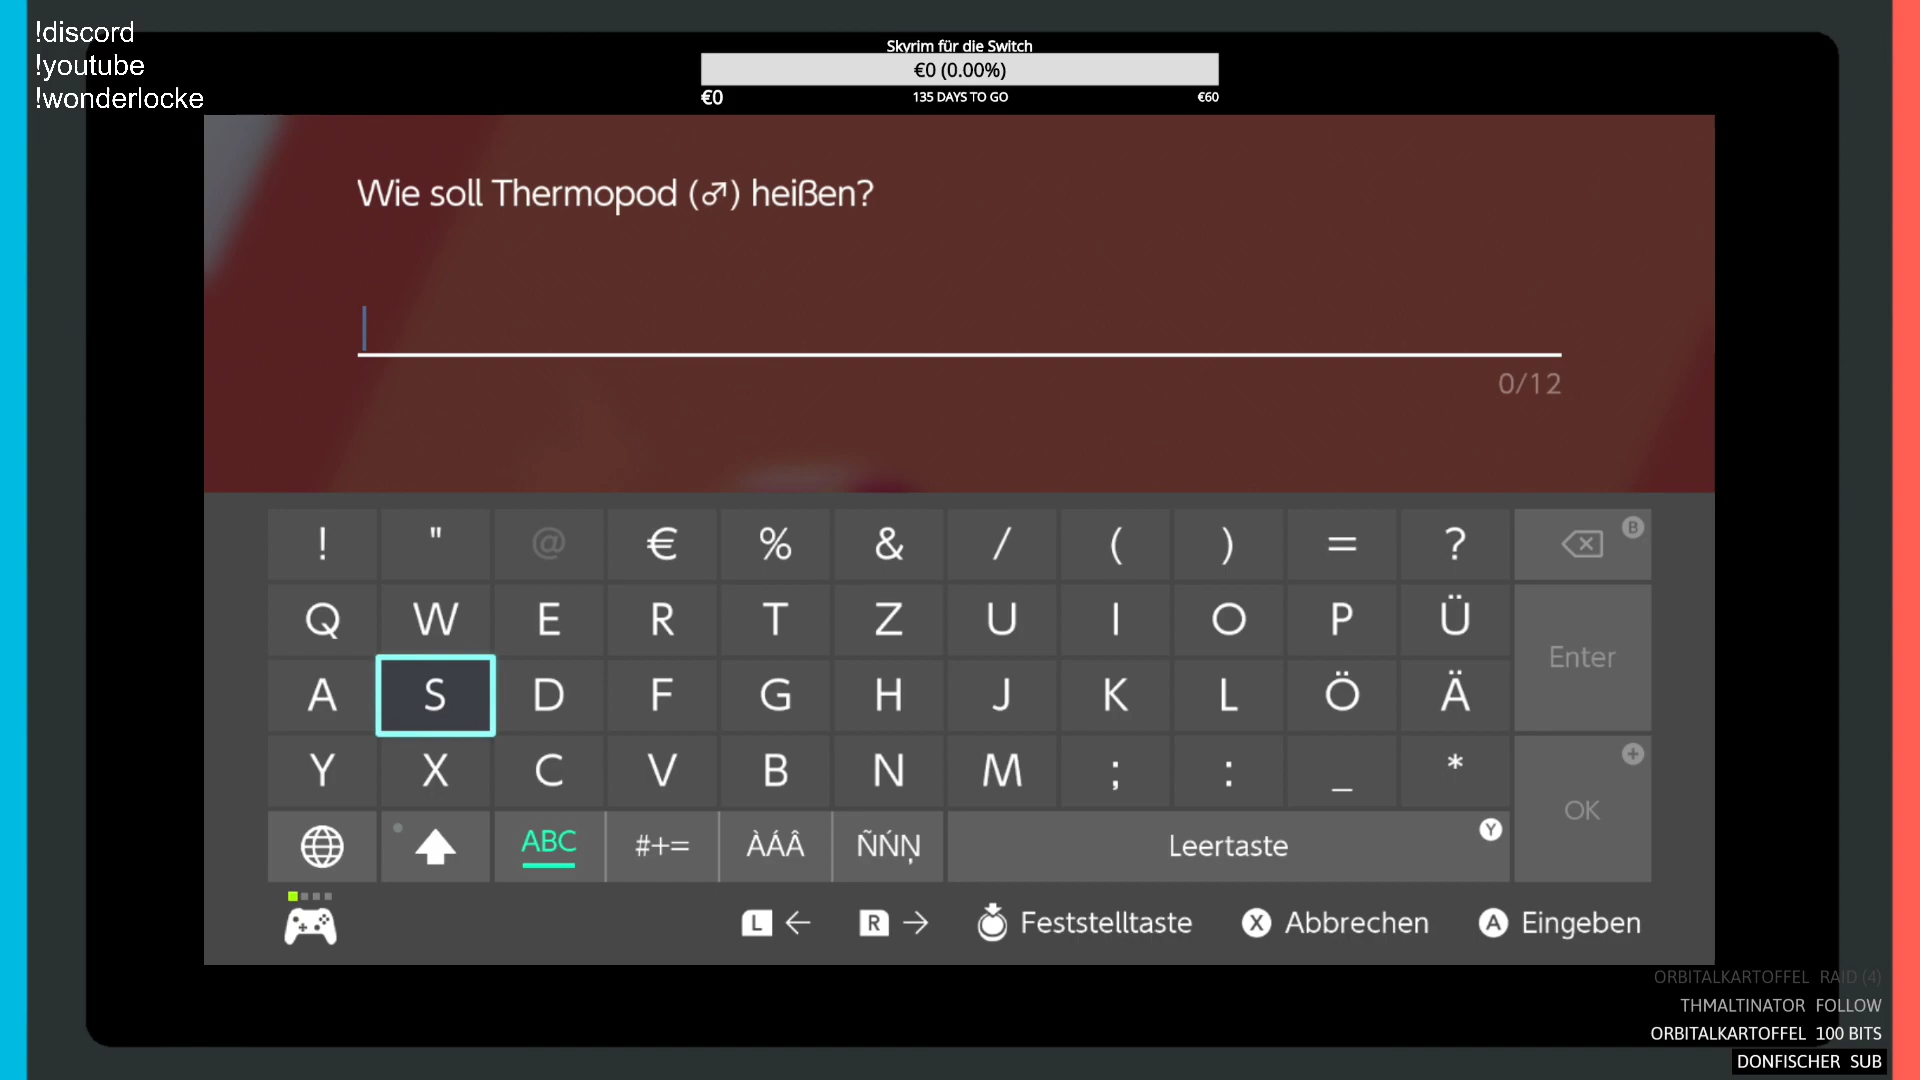 !discord
!youtube
!wonderlocke
Skyrim für die Switch
€0 (0.00%)
€0 135 DAYS TO GO €60
Wie soll Thermopod (♂) heißen?
0/12
! " @ € % & / ( ) = ? B
Q W E R T Z U I O P Ü
Enter
A S D F G H J K L Ö Ä
Y X C V B N M ; : _ *
+
OK
ABC #+= ÀÁÂ ÑŃŅ Leertaste Y
L ← R → Feststelltaste X Abbrechen A Eingeben
ORBITALKARTOFFEL RAID (4)
THMALTINATOR FOLLOW
ORBITALKARTOFFEL 100 BITS
DONFISCHER SUB